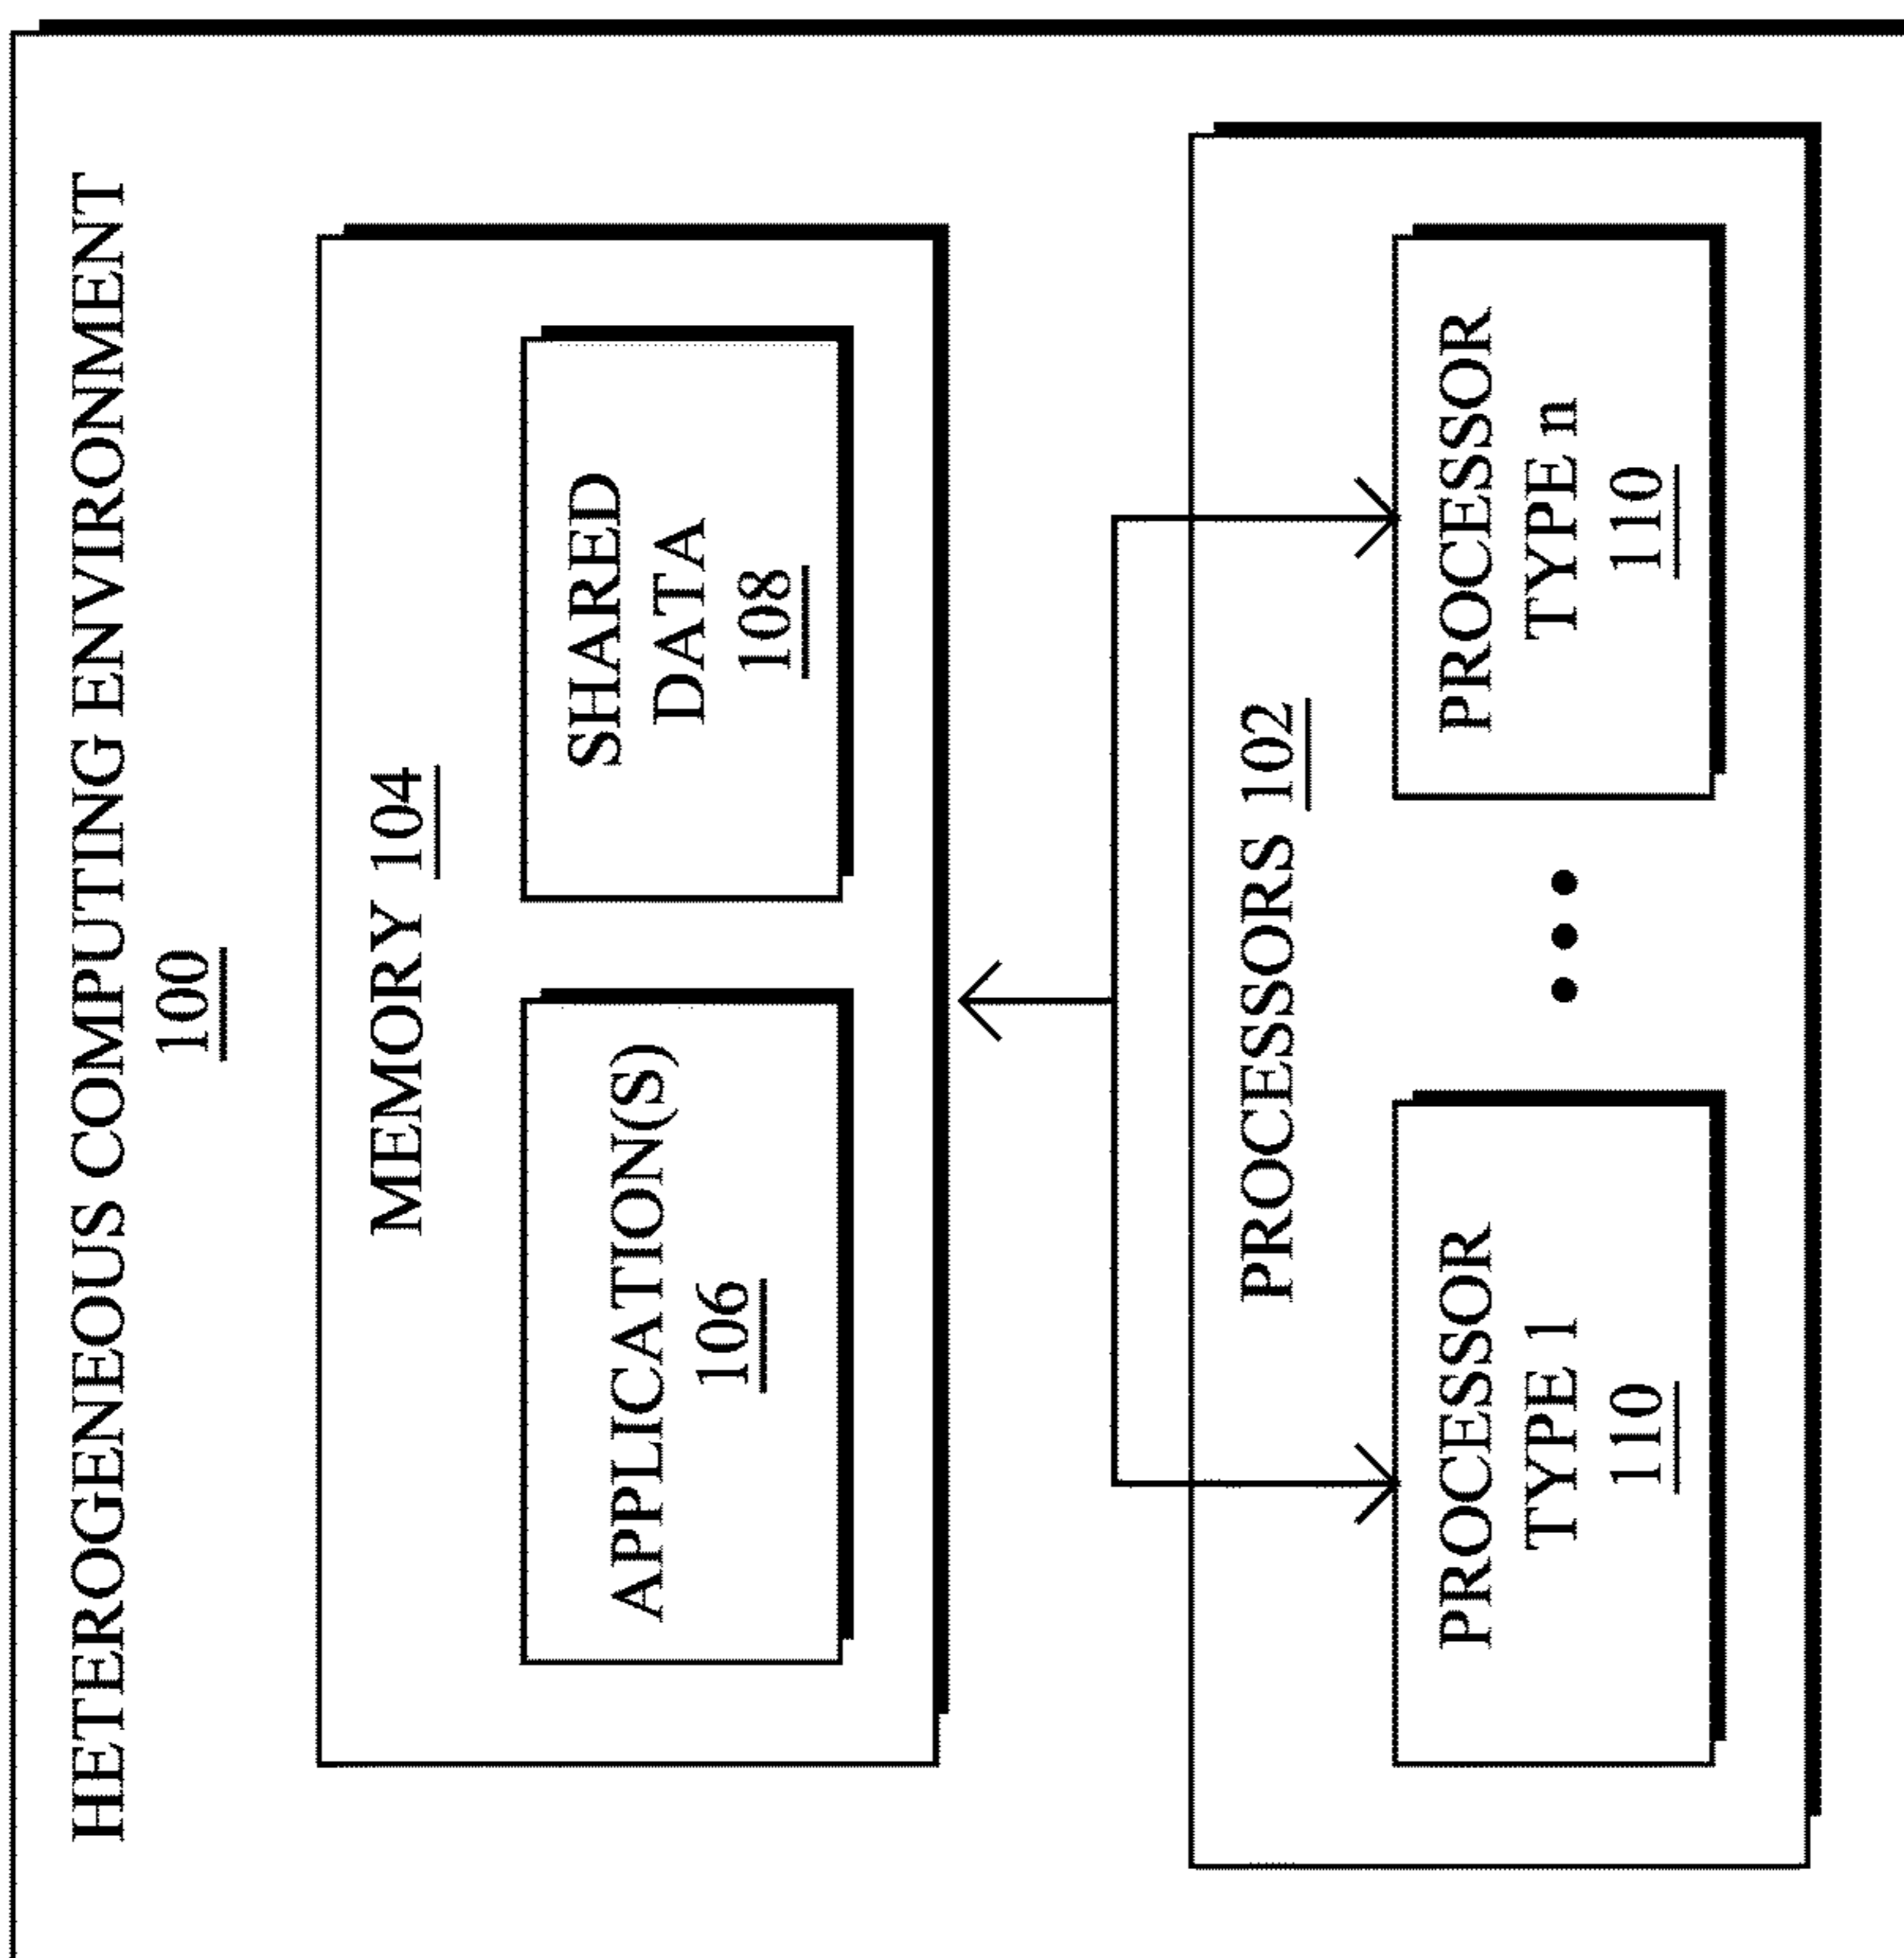 HETEROGENEOUS COMPUTING ENVIRONMENT
100
MEMORY 104
APPLICATION(S)
106
SHARED
DATA
108
PROCESSORS 102
PROCESSOR
TYPE 1
110
PROCESSOR
TYPE n
110